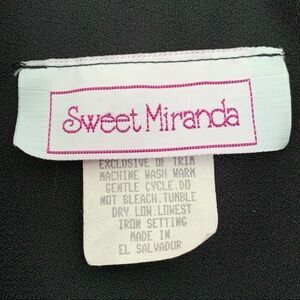 Sweet Miranda
EXCLUSIVE OF TRIM
MACHINE WASH WARM
GENTLE CYCLE.DO
NOT BLEACH.TUMBLE
DRY LOW.LOWEST
IRON SETTING
MADE IN
EL SALVADOR